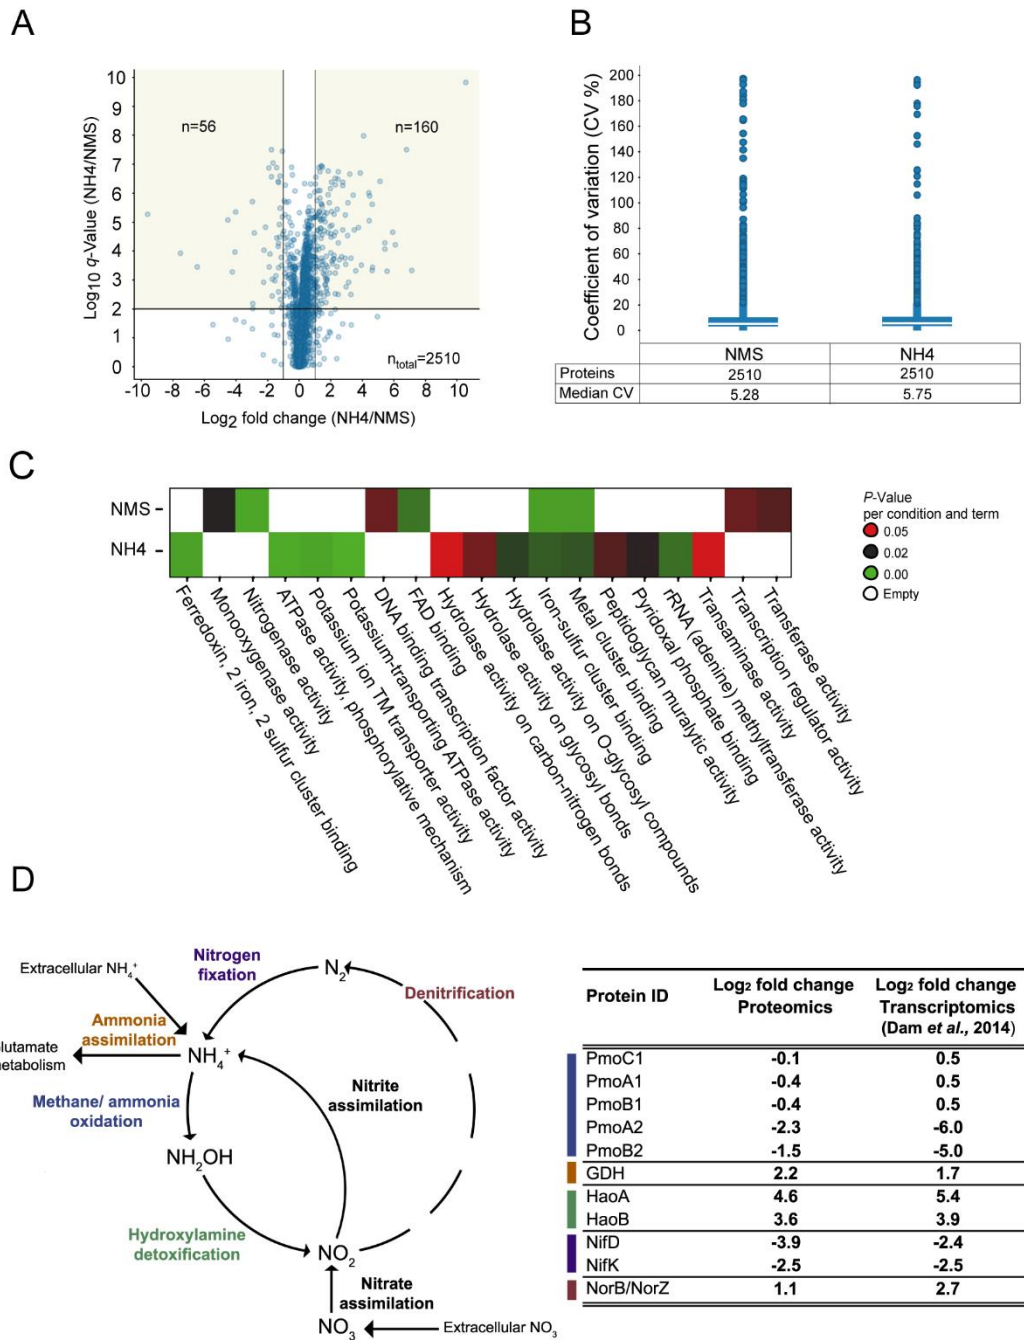 A
B
10
9
8
7
6
5
4
3
2
1
0
Log10 q-Value (NH4/NMS)
n=56
n=160
ntotal=2510
-10 -8 -6 -4 -2 0 2 4 6 8 10
Log2 fold change (NH4/NMS)
Coefficient of variation (CV %)
200
180
160
140
120
100
80
60
40
20
0
NMS NH4
Proteins 2510 2510
Median CV 5.28 5.75
C
NMS
NH4
P-Value
per condition and term
0.05
0.02
0.00
Empty
Ferredoxin, 2 iron, 2 sulfur cluster binding
Monooxygenase activity
Nitrogenase activity
ATPase activity, phosphorylative mechanism
Potassium ion TM transporter activity
Potassium-transporting ATPase activity
DNA binding transcription factor activity
FAD binding
Hydrolase activity on carbon-nitrogen bonds
Hydrolase activity on glycosyl bonds
Hydrolase activity on O-glycosyl compounds
Iron-sulfur cluster binding
Metal cluster binding
Peptidoglycan muralytic activity
Pyridoxal phosphate binding
rRNA (adenine) methyltransferase activity
Transaminase activity
Transcription regulator activity
Transferase activity
D
Extracellular NH4+
Nitrogen
fixation
N2
Denitrification
Ammonia
assimilation
lutamate
etabolism
NH4+
Methane/ ammonia
oxidation
Nitrite
assimilation
NH2OH
Hydroxylamine
detoxification
NO2
Nitrate
assimilation
NO3
Extracellular NO3
Protein ID Log2 fold change Proteomics Log2 fold change Transcriptomics (Dam et al., 2014)
PmoC1 -0.1 0.5
PmoA1 -0.4 0.5
PmoB1 -0.4 0.5
PmoA2 -2.3 -6.0
PmoB2 -1.5 -5.0
GDH 2.2 1.7
HaoA 4.6 5.4
HaoB 3.6 3.9
NifD -3.9 -2.4
NifK -2.5 -2.5
NorB/NorZ 1.1 2.7